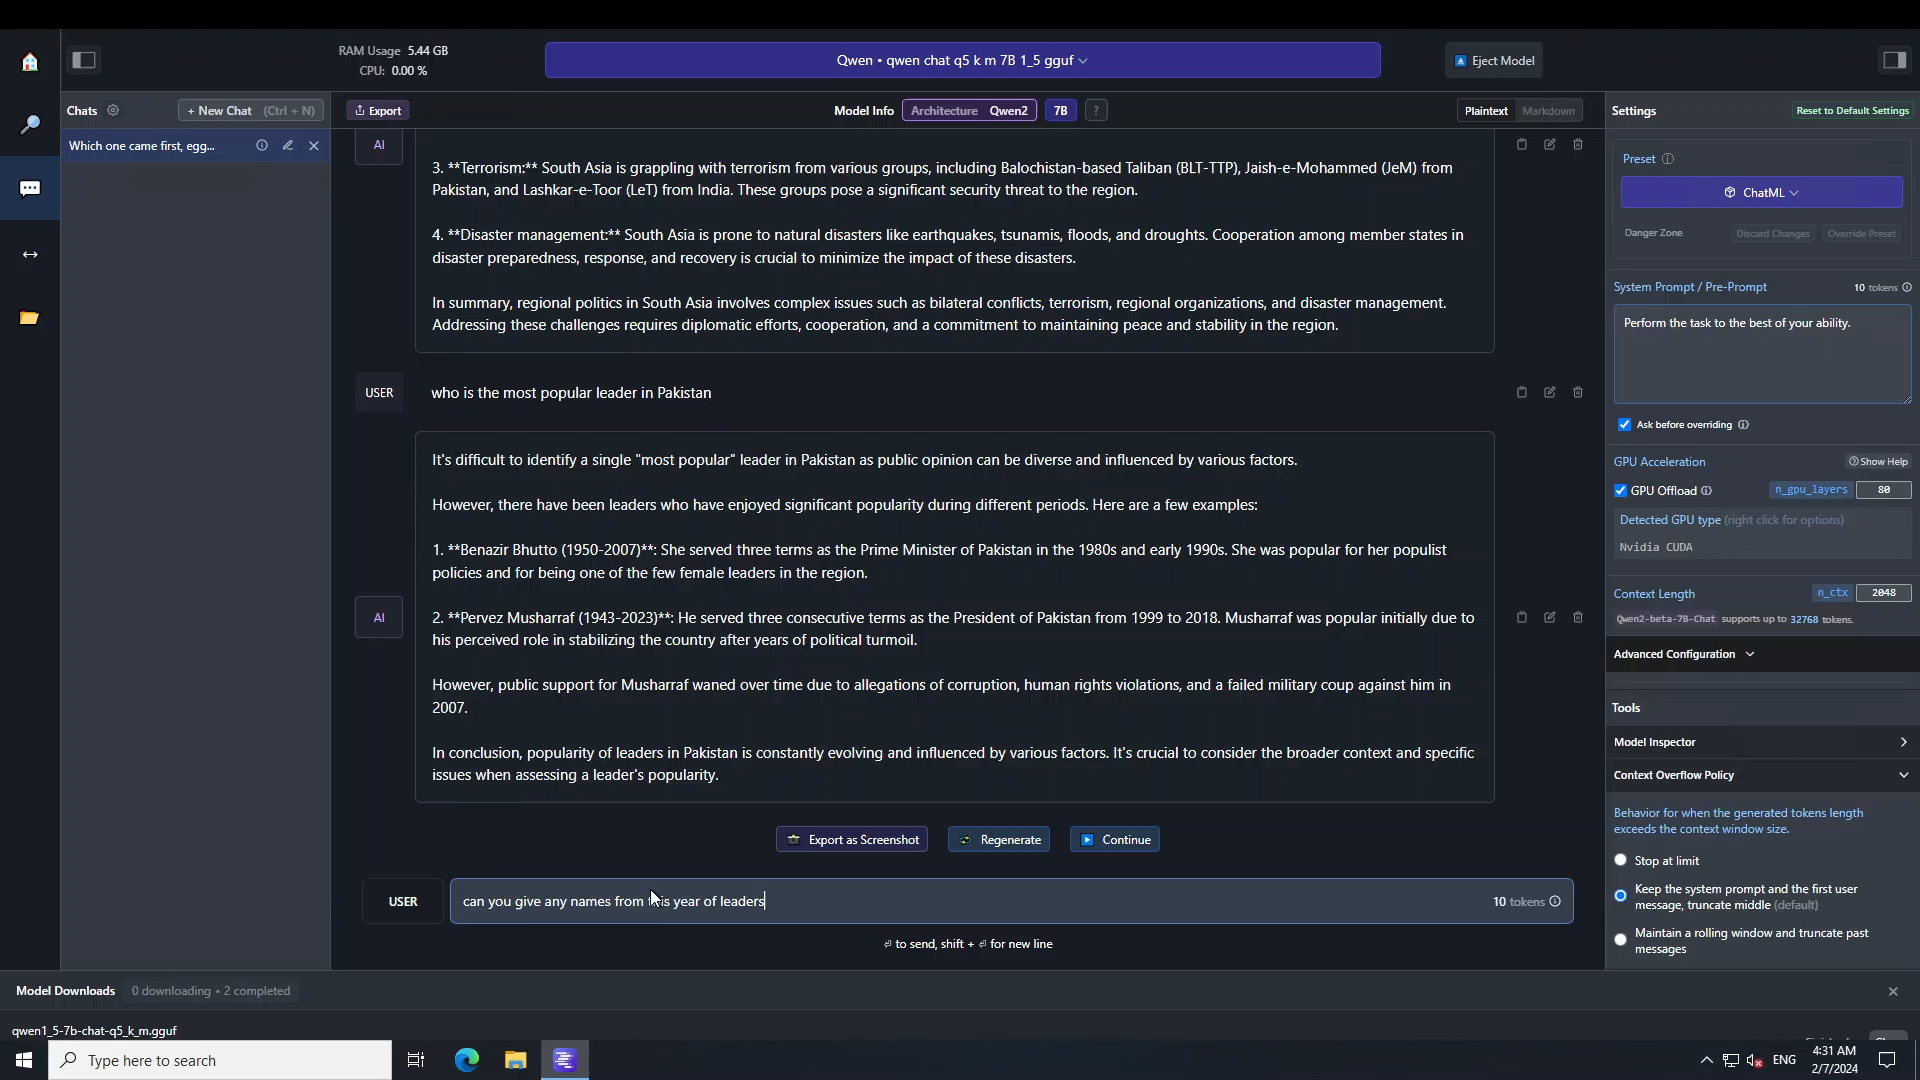 RAM Usage 5.44 GB
CPU: 0.00 %
Qwen • qwen chat q5 k m 7B 1_5 gguf
Eject Model
Chats
+ New Chat (Ctrl + N)
Export
Model Info Architecture Qwen2 7B ?
Plaintext Markdown
Settings
Reset to Default Settings
Which one came first, egg...
AI
3. **Terrorism:** South Asia is grappling with terrorism from various groups, including Balochistan-based Taliban (BLT-TTP), Jaish-e-Mohammed (JeM) from
Pakistan, and Lashkar-e-Toor (LeT) from India. These groups pose a significant security threat to the region.
4. **Disaster management:** South Asia is prone to natural disasters like earthquakes, tsunamis, floods, and droughts. Cooperation among member states in
disaster preparedness, response, and recovery is crucial to minimize the impact of these disasters.
In summary, regional politics in South Asia involves complex issues such as bilateral conflicts, terrorism, regional organizations, and disaster management.
Addressing these challenges requires diplomatic efforts, cooperation, and a commitment to maintaining peace and stability in the region.
USER
who is the most popular leader in Pakistan
It's difficult to identify a single "most popular" leader in Pakistan as public opinion can be diverse and influenced by various factors.
However, there have been leaders who have enjoyed significant popularity during different periods. Here are a few examples:
1. **Benazir Bhutto (1950-2007)**: She served three terms as the Prime Minister of Pakistan in the 1980s and early 1990s. She was popular for her populist
policies and for being one of the few female leaders in the region.
AI
2. **Pervez Musharraf (1943-2023)**: He served three consecutive terms as the President of Pakistan from 1999 to 2018. Musharraf was popular initially due to
his perceived role in stabilizing the country after years of political turmoil.
However, public support for Musharraf waned over time due to allegations of corruption, human rights violations, and a failed military coup against him in
2007.
In conclusion, popularity of leaders in Pakistan is constantly evolving and influenced by various factors. It's crucial to consider the broader context and specific
issues when assessing a leader's popularity.
Export as Screenshot
Regenerate
Continue
USER
can you give any names from this year of leaders
10 tokens
⏎ to send, shift + ⏎ for new line
Preset
ChatML
Danger Zone
Discard Changes
Override Preset
System Prompt / Pre-Prompt
10 tokens
Perform the task to the best of your ability.
Ask before overriding
GPU Acceleration
Show Help
GPU Offload
n_gpu_layers
80
Detected GPU type (right click for options)
Nvidia CUDA
Context Length
n_ctx
2048
Qwen2-beta-7B-Chat supports up to 32768 tokens.
Advanced Configuration
Tools
Model Inspector
Context Overflow Policy
Behavior for when the generated tokens length
exceeds the context window size.
Stop at limit
Keep the system prompt and the first user
message, truncate middle (default)
Maintain a rolling window and truncate past
messages
Model Downloads
0 downloading • 2 completed
qwen1_5-7b-chat-q5_k_m.gguf
Type here to search
ENG
4:31 AM
2/7/2024